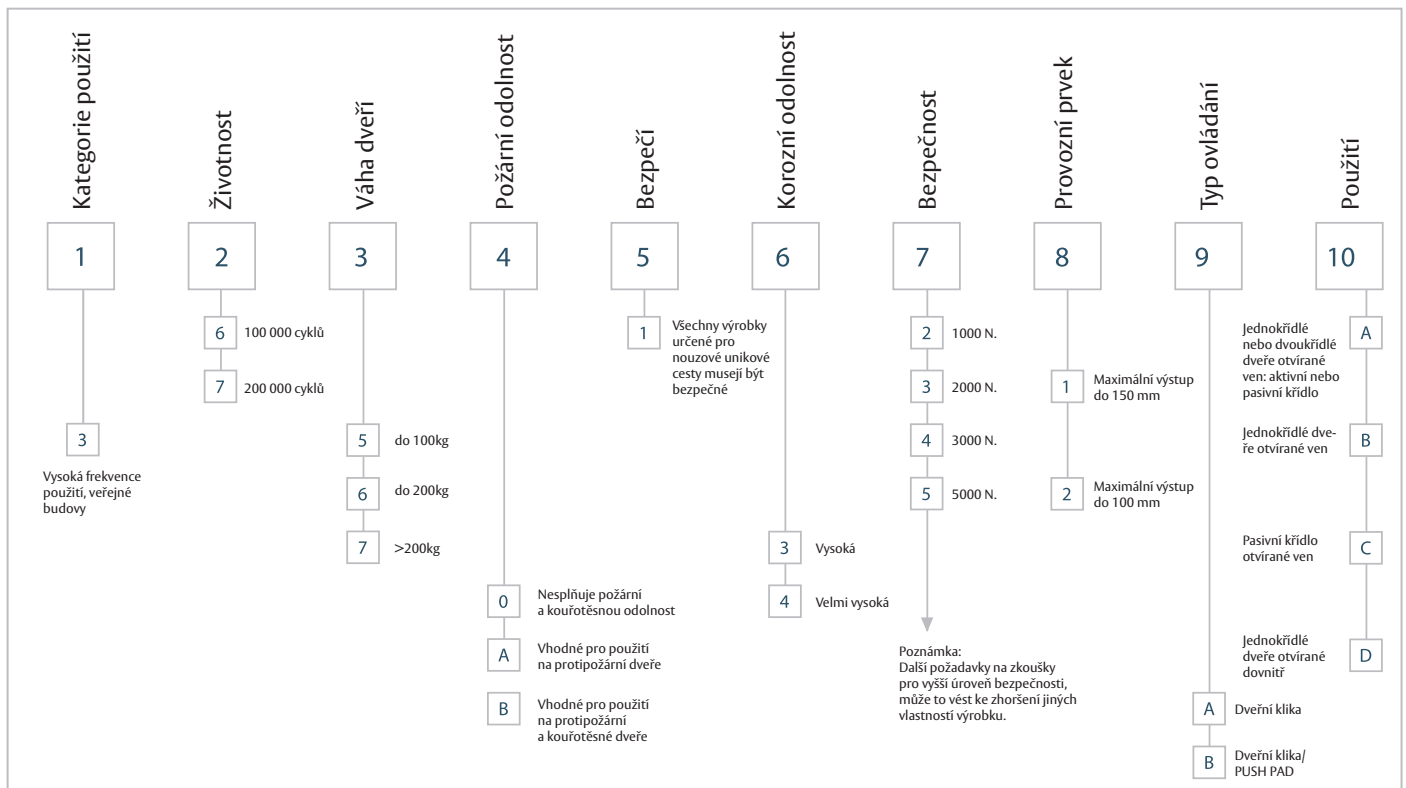 Kategorie použití
Životnost
Váha dveří
Požární odolnost
Bezpečí
Korozní odolnost
Bezpečnost
Provozní prvek
Typ ovládání
Použití
1
2
3
4
5
6
7
8
9
10
3
Vysoká frekvence
použití, veřejné
budovy
6
100 000 cyklů
7
200 000 cyklů
5
do 100kg
6
do 200kg
7
>200kg
0
Nesplňuje požární
a kouřotěsnou odolnost
A
Vhodné pro použití
na protipožární dveře
B
Vhodné pro použití
na protipožární
a kouřotěsné dveře
1
Všechny výrobky
určené pro
nouzové unikové
cesty musejí být
bezpečné
3
Vysoká
4
Velmi vysoká
2
1000 N.
3
2000 N.
4
3000 N.
5
5000 N.
Poznámka:
Další požadavky na zkoušky
pro vyšší úroveň bezpečnosti,
může to vést ke zhoršení jiných
vlastností výrobku.
1
Maximální výstup
do 150 mm
2
Maximální výstup
do 100 mm
A
Dveřní klika
B
Dveřní klika/
PUSH PAD
Jednokřídlé
nebo dvoukřídlé
dveře otvírané
ven: aktivní nebo
pasivní křídlo
A
Jednokřídlé dve-
ře otvírané ven
B
Pasivní křídlo
otvírané ven
C
Jednokřídlé
dveře otvírané
dovnitř
D